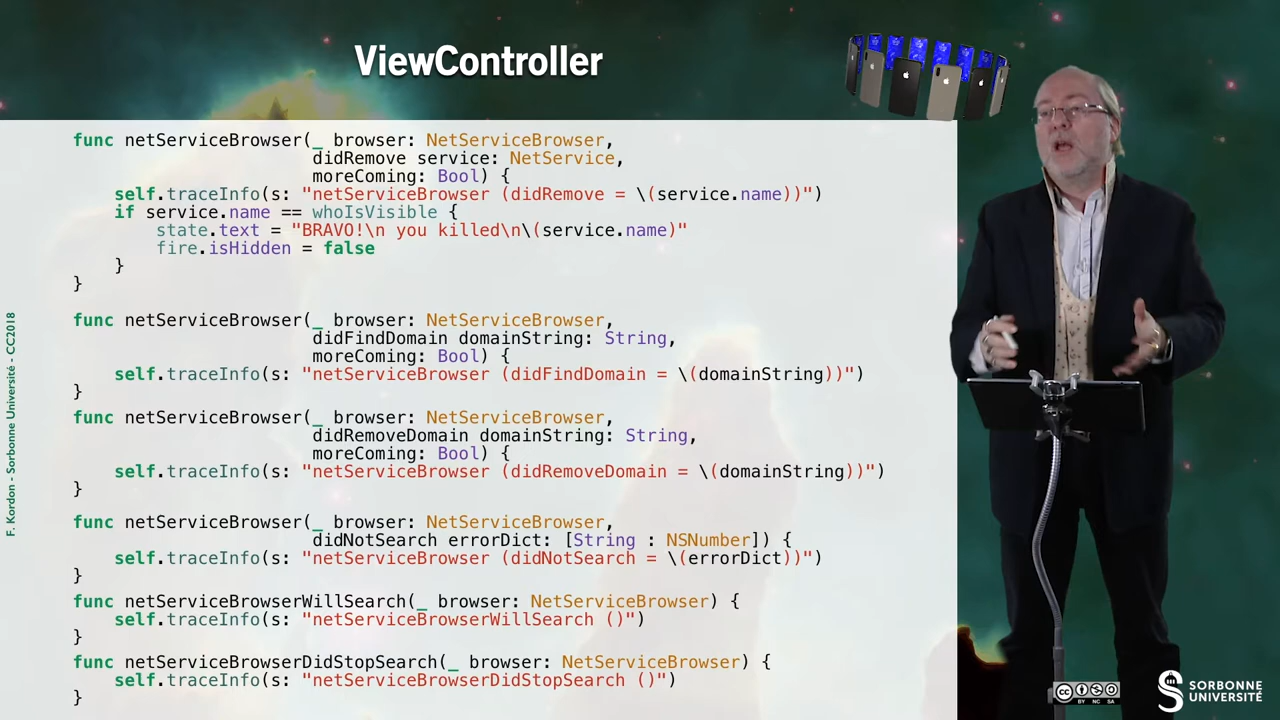 ViewController
func netServiceBrowser(_ browser: NetServiceBrowser,
didRemove service: NetService,
moreComing: Bool) {
self.traceInfo(s: "netServiceBrowser (didRemove = \(service.name))")
if service.name == whoIsVisible {
state.text = "BRAVO!\n you killed\n\(service.name)"
fire.isHidden = false
}
}
func netServiceBrowser(_ browser: NetServiceBrowser,
didFindDomain domainString: String,
moreComing: Bool) {
self.traceInfo(s: "netServiceBrowser (didFindDomain = \(domainString))")
}
func netServiceBrowser(_ browser: NetServiceBrowser,
didRemoveDomain domainString: String,
moreComing: Bool) {
self.traceInfo(s: "netServiceBrowser (didRemoveDomain = \(domainString))")
}
func netServiceBrowser(_ browser: NetServiceBrowser,
didNotSearch errorDict: [String : NSNumber]) {
self.traceInfo(s: "netServiceBrowser (didNotSearch = \(errorDict))")
}
func netServiceBrowserWillSearch(_ browser: NetServiceBrowser) {
self.traceInfo(s: "netServiceBrowserWillSearch ()")
}
func netServiceBrowserDidStopSearch(_ browser: NetServiceBrowser) {
self.traceInfo(s: "netServiceBrowserDidStopSearch ()")
}
F. Kordon - Sorbonne Université - CC2018
CC
BY NC SA
SORBONNE
UNIVERSITÉ